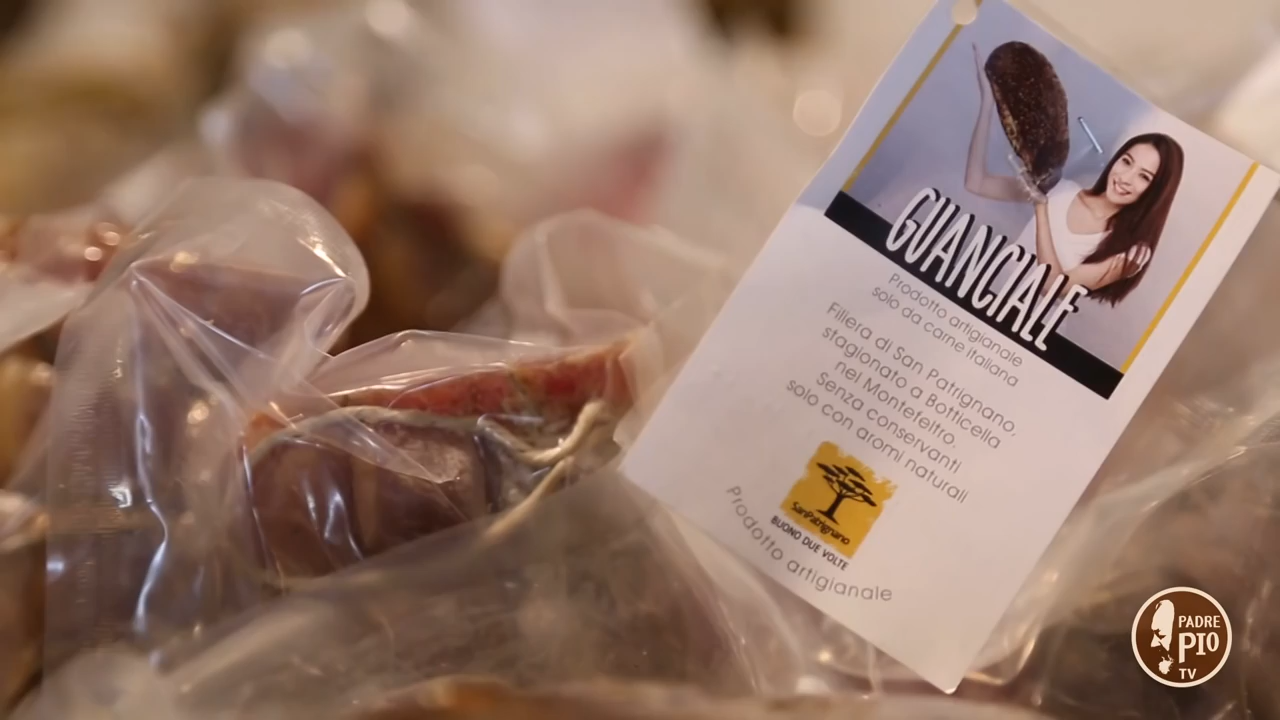 GUANCIALE
Prodotto artigianale
solo da carne italiana
Filiera di San Patrignano,
stagionato a Botticella
nel Montefeltro.
Senza conservanti
solo con aromi naturali
SanPatrignano
BUONO DUE VOLTE
Prodotto artigianale
PADRE
PIO
TV